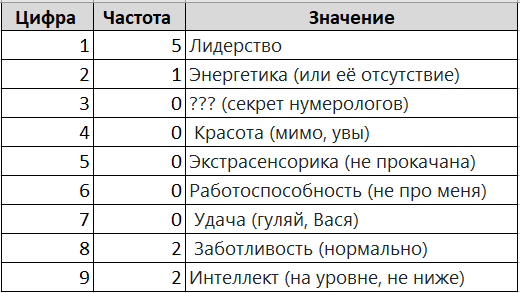 Цифра Частота Значение
1 5 Лидерство
2 1 Энергетика (или её отсутствие)
3 0 ??? (секрет нумерологов)
4 0 Красота (мимо, увы)
5 0 Экстрасенсорика (не прокачана)
6 0 Работоспособность (не про меня)
7 0 Удача (гуляй, Вася)
8 2 Заботливость (нормально)
9 2 Интеллект (на уровне, не ниже)